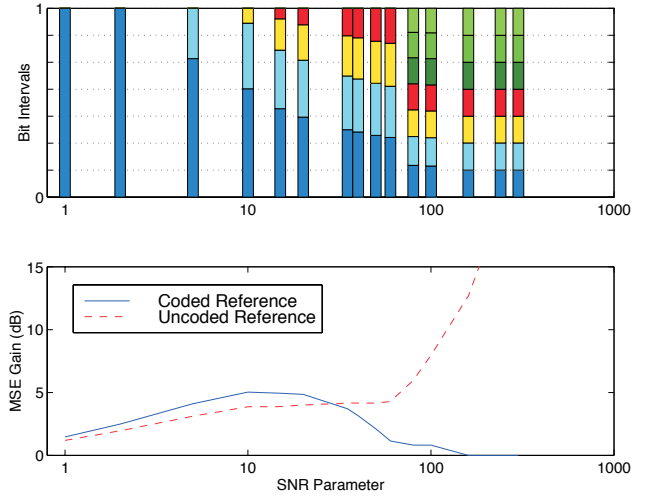 1
Bit Intervals
0
1
10
100
1000
15
Coded Reference
Uncoded Reference
10
MSE Gain (dB)
5
0
1
10
100
1000
SNR Parameter